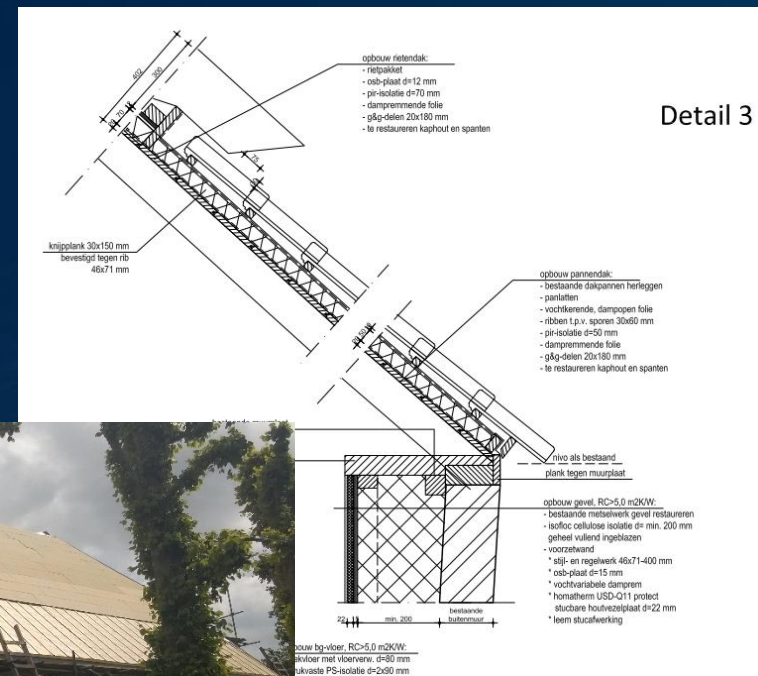 Detail 3
opbouw rietendak:
- rietpakket
- osb-plaat d=12 mm
- pir-isolatie d=70 mm
- dampremmende folie
- g&g-delen 20x180 mm
- te restaureren kaphout en spanten
402
300
70
75
knijpplank 30x150 mm
bevestigd tegen rib
46x71 mm
opbouw pannendak:
- bestaande dakpannen herleggen
- panlatten
- vochtkerende, dampopen folie
- ribben t.p.v. sporen 30x60 mm
- pir-isolatie d=50 mm
- dampremmende folie
- g&g-delen 20x180 mm
- te restaureren kaphout en spanten
50
nivo als bestaand
plank tegen muurplaat
opbouw gevel, RC>5,0 m2K/W:
- bestaande metselwerk gevel restaureren
- isofloc cellulose isolatie d= min. 200 mm
geheel vullend ingeblazen
- voorzetwand
* stijl- en regelwerk 46x71-400 mm
* osb-plaat d=15 mm
* vochtvariabele damprem
* homatherm USD-Q11 protect
stucbare houtvezelplaat d=22 mm
* leem stucafwerking
22
min. 200
bestaande
buitenmuur
bg-vloer, RC>5,0 m2K/W:
met vloerverw. d=80 mm
PS-isolatie d=2x90 mm